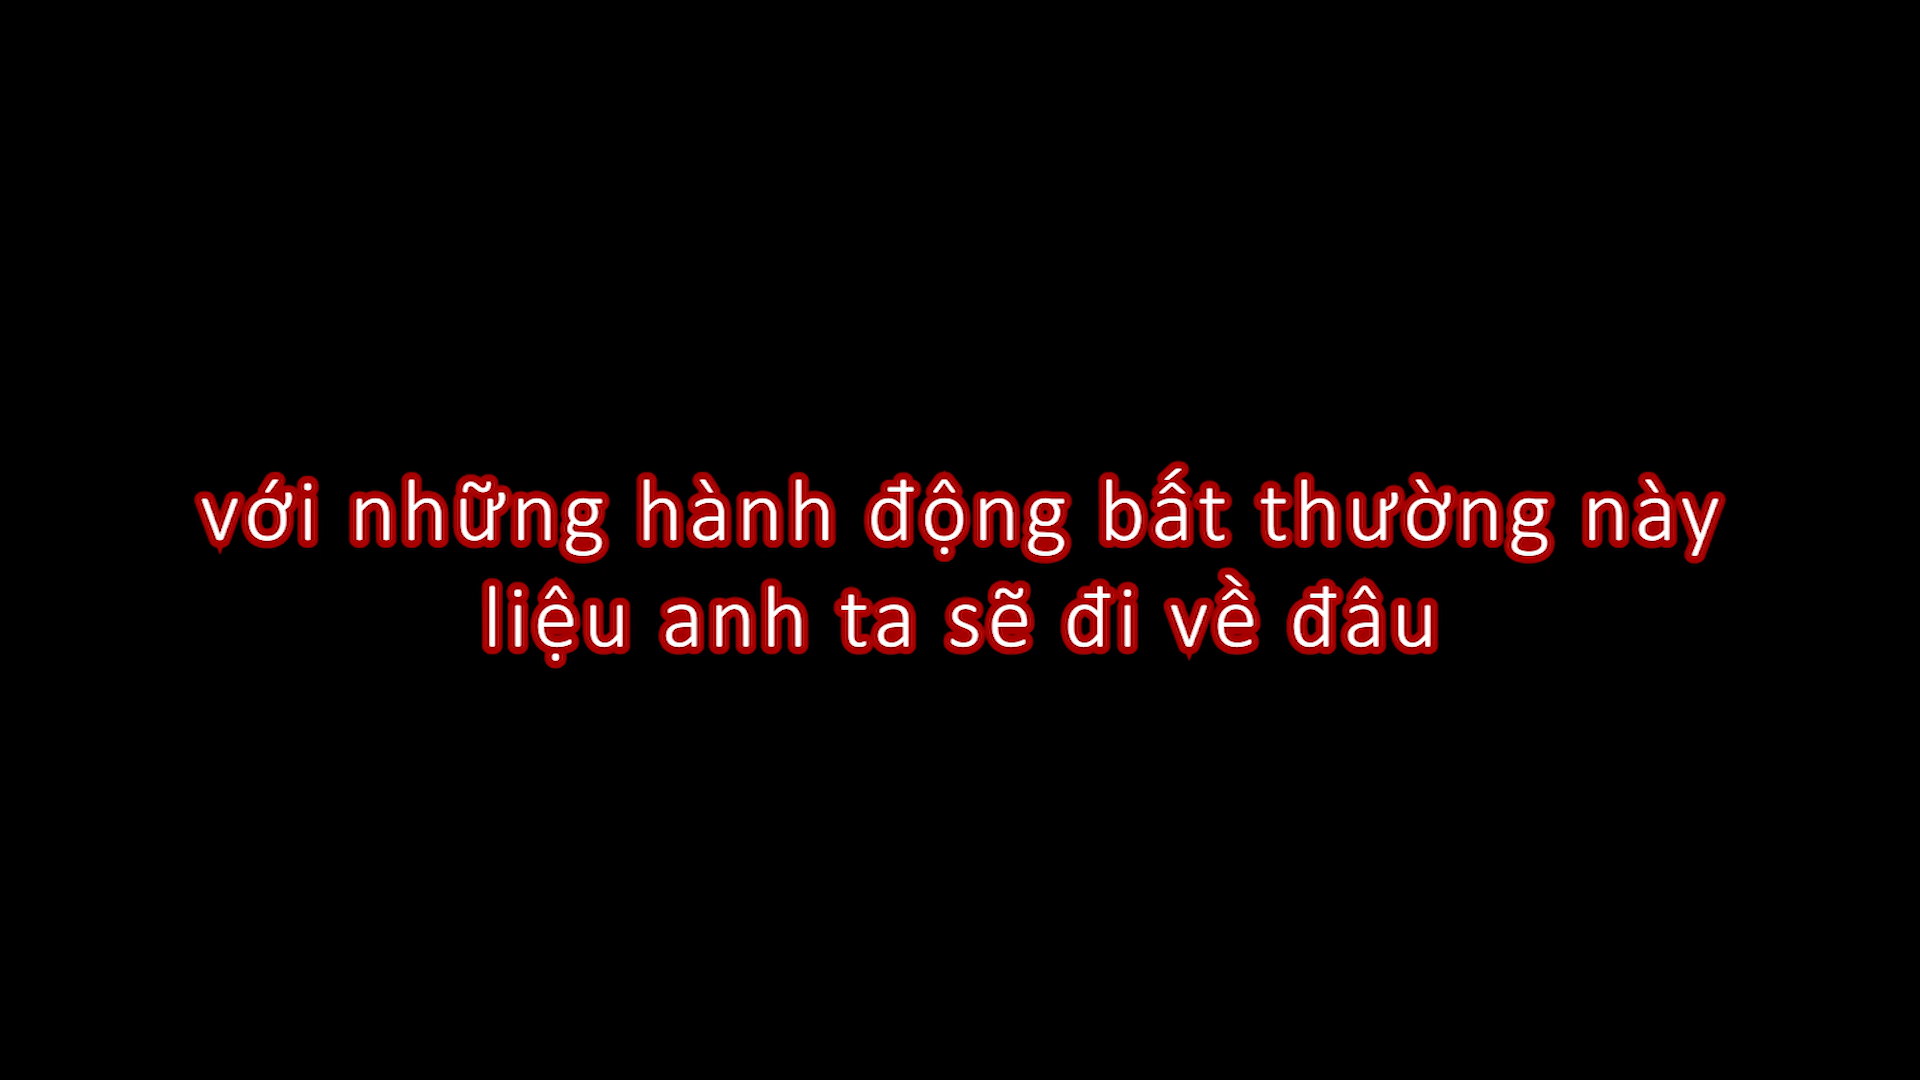 với những hành động bất thường này
liệu anh ta sẽ đi về đâu